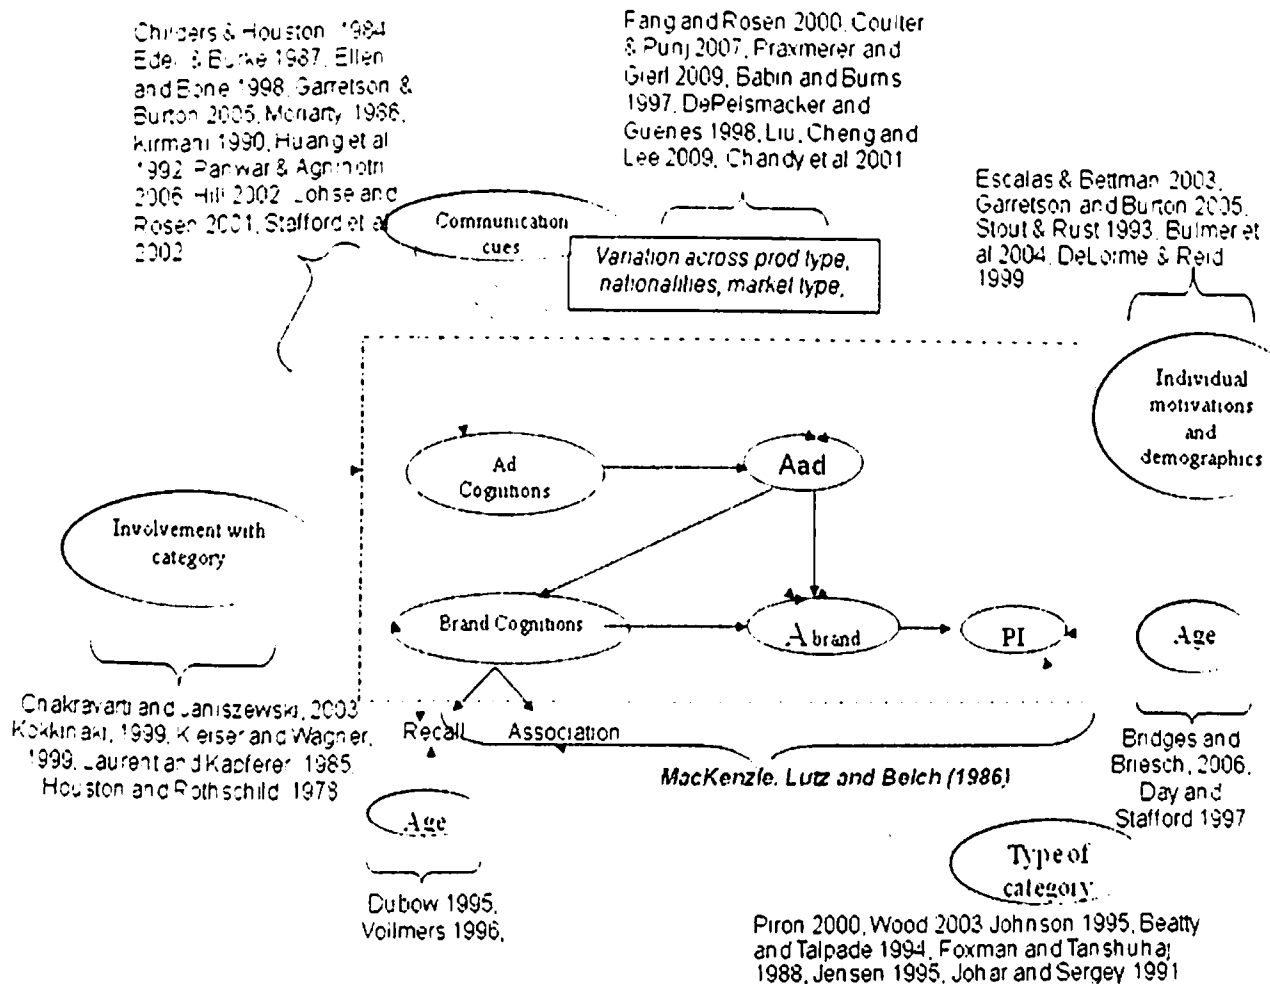 Childers & Houston 1984
Edell & Burke 1987, Ellen
and Bone 1998, Garretson &
Burton 2005, Moriarty 1986,
Kirmani 1990, Huang et al
1992 Panwar & Agnihotri
2006 Hill 2002 Lohse and
Rosen 2001, Stafford et al
2002
Fang and Rosen 2000, Coulter
& Punj 2007, Praxmerer and
Gierl 2009, Babin and Burns
1997, DePelsmacker and
Guenes 1998, Liu, Cheng and
Lee 2009, Chandy et al 2001
Escalas & Bettman 2003,
Garretson and Burton 2005,
Stout & Rust 1993, Bulmer et
al 2004, DeLorme & Reid
1999
Communication
cues
Variation across prod type,
nationalities, market type,
Individual
motivations
and
demographics
Ad
Cognitions
Aad
Involvement with
category
Brand Cognitions
A brand
PI
Age
Chakravarti and Janiszewski, 2003
Kokkinaki, 1999, Kleiser and Wagner,
1999, Laurent and Kapferer 1985,
Houston and Rothschild 1978
Recall
Association
MacKenzie, Lutz and Belch (1986)
Bridges and
Briesch, 2006,
Day and
Stafford 1997
Age
Dubow 1995,
Vollmers 1996,
Type of
category
Piron 2000, Wood 2003 Johnson 1995, Beatty
and Talpade 1994, Foxman and Tanshuhaj
1988, Jensen 1995, Johar and Sergey 1991